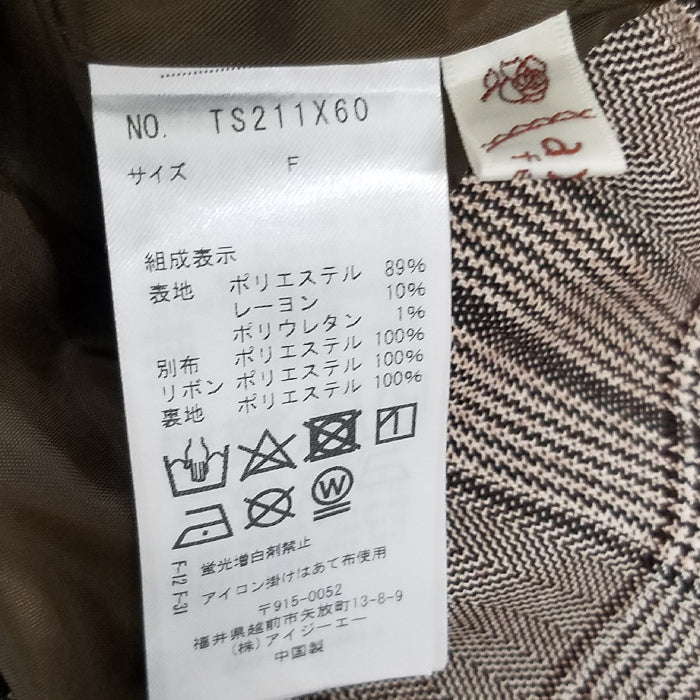 NO. TS211X60
サイズ F
組成表示
表地 ポリエステル 89%
レーヨン 10%
ポリウレタン 1%
別布 ポリエステル 100%
リボン ポリエステル 100%
裏地 ポリエステル 100%
W
F-12 蛍光増白剤禁止
F-31 アイロン掛けはあて布使用
〒915-0052
福井県越前市矢放町13-8-9
(株)アイジーエー
中国製